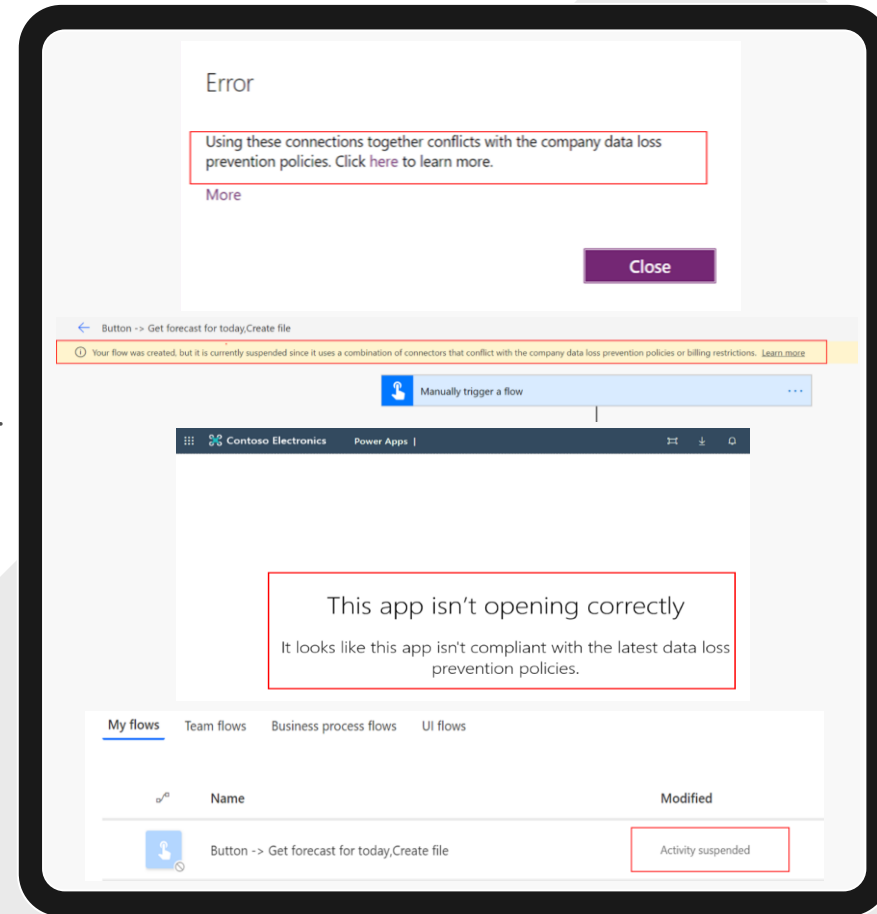 Error
Using these connections together conflicts with the company data loss
prevention policies. Click here to learn more.
More
Close
Button -> Get forecast for today,Create file
Your flow was created, but it is currently suspended since it uses a combination of connectors that conflict with the company data loss prevention policies or billing restrictions. Learn more
Manually trigger a flow
Contoso Electronics Power Apps |
This app isn't opening correctly
It looks like this app isn't compliant with the latest data loss
prevention policies.
My flows Team flows Business process flows UI flows
Name Modified
Button -> Get forecast for today,Create file Activity suspended